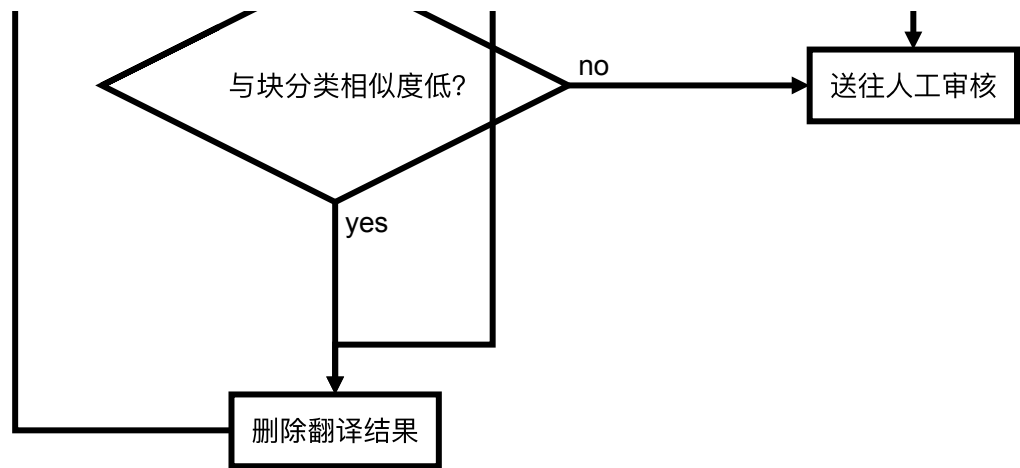 与块分类相似度低?
no
送往人工审核
yes
删除翻译结果